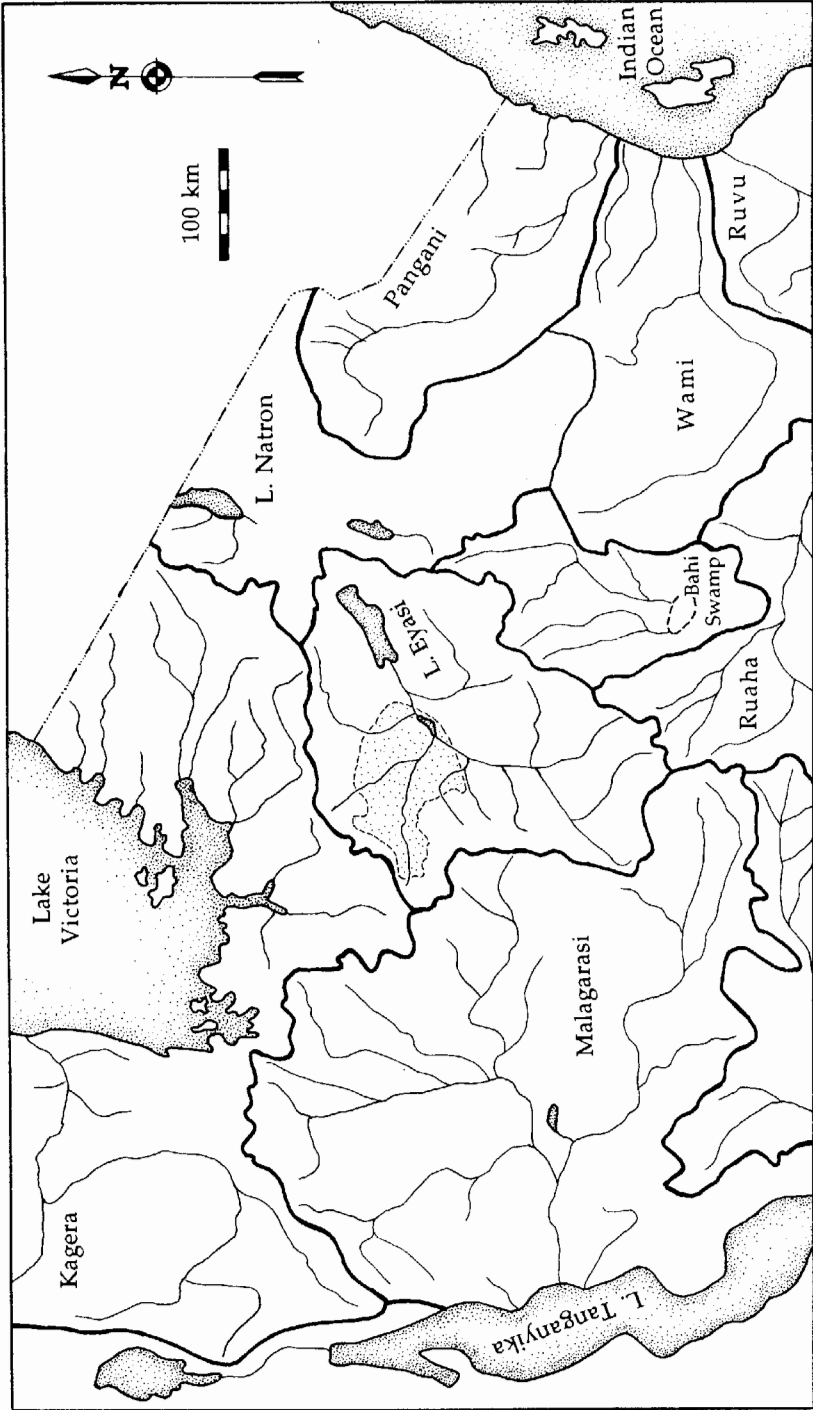 Lake
Victoria
Kagera
N
100 km
Indian
Ocean
Pangani
L. Natron
Ruvu
Wami
L. Eyasi
Bahi
Swamp
Ruaha
Malagarasi
L. Tanganyika